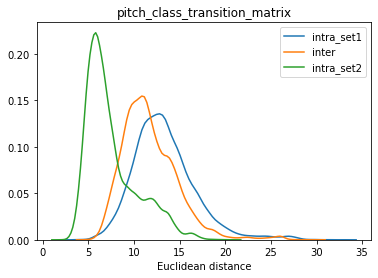 pitch_class_transition_matrix
intra_set1
inter
intra_set2
0.20
0.15
0.10
0.05
0.00
0 5 10 15 20 25 30 35
Euclidean distance